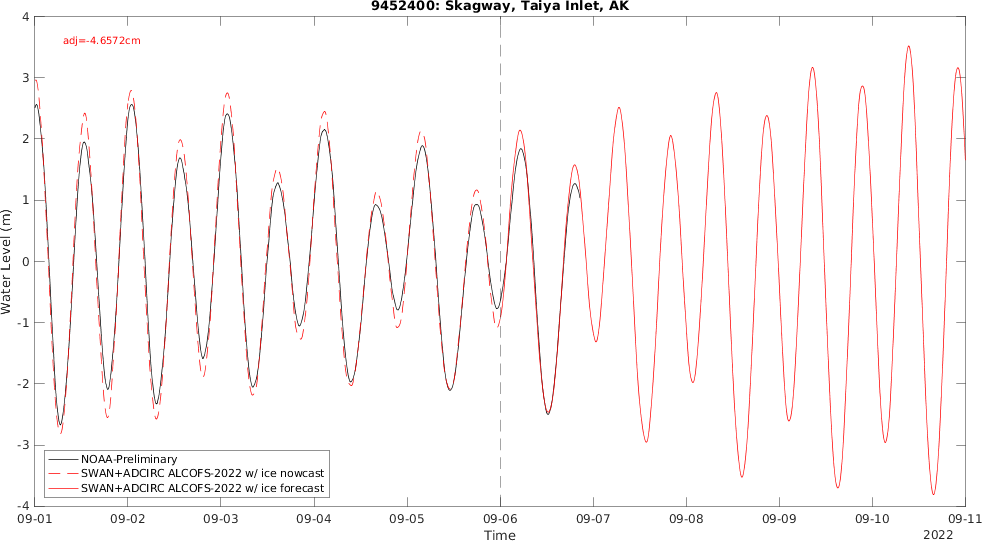 9452400: Skagway, Taiya Inlet, AK
adj=-4.6572cm
4
3
2
1
0
-1
-2
-3
-4
Water Level (m)
NOAA-Preliminary
SWAN+ADCIRC ALCOFS-2022 w/ ice nowcast
SWAN+ADCIRC ALCOFS-2022 w/ ice forecast
09-01 09-02 09-03 09-04 09-05 09-06 09-07 09-08 09-09 09-10 09-11
Time
2022